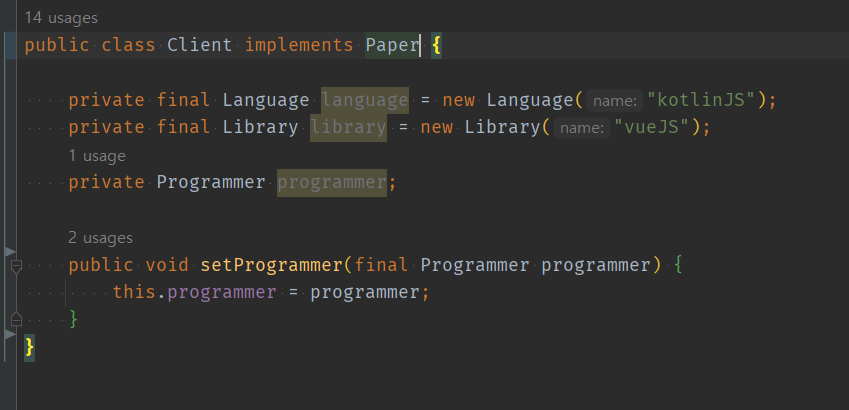 14 usages
public class Client implements Paper {
private final Language language = new Language( name: "kotlinJS");
private final Library library = new Library( name: "vueJS");
1 usage
private Programmer programmer;
2 usages
public void setProgrammer(final Programmer programmer) {
this.programmer = programmer;
}
}